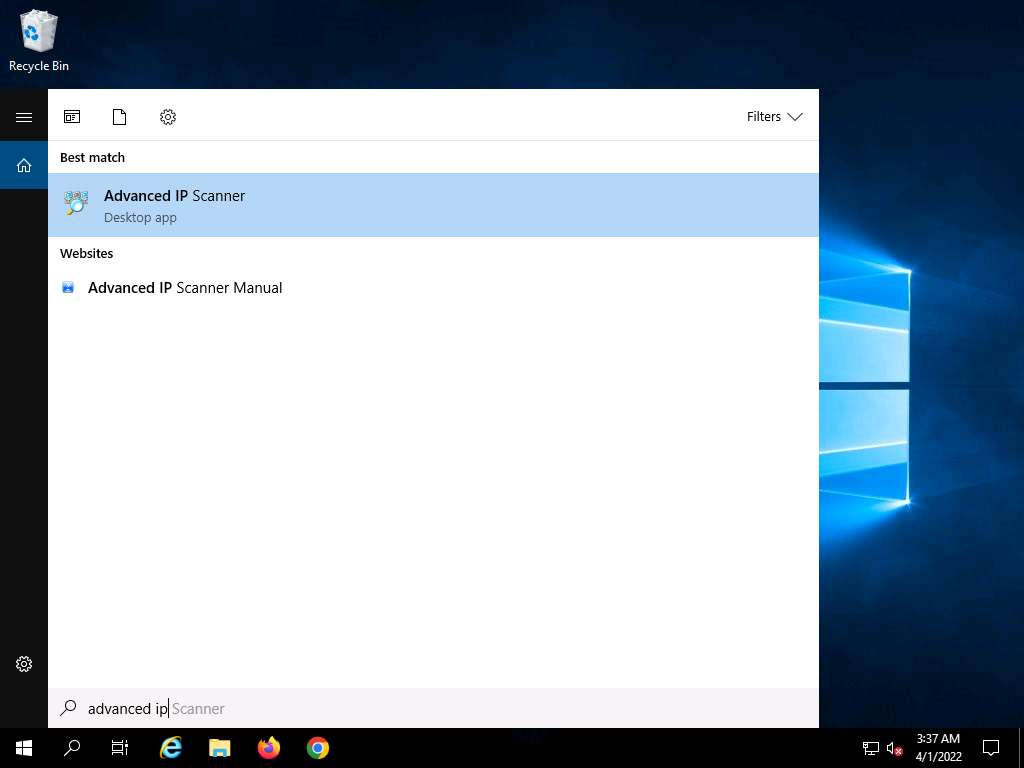 Recycle Bin
Filters
Best match
Advanced IP Scanner
Desktop app
Websites
Advanced IP Scanner Manual
advanced ip Scanner
3:37 AM
4/1/2022